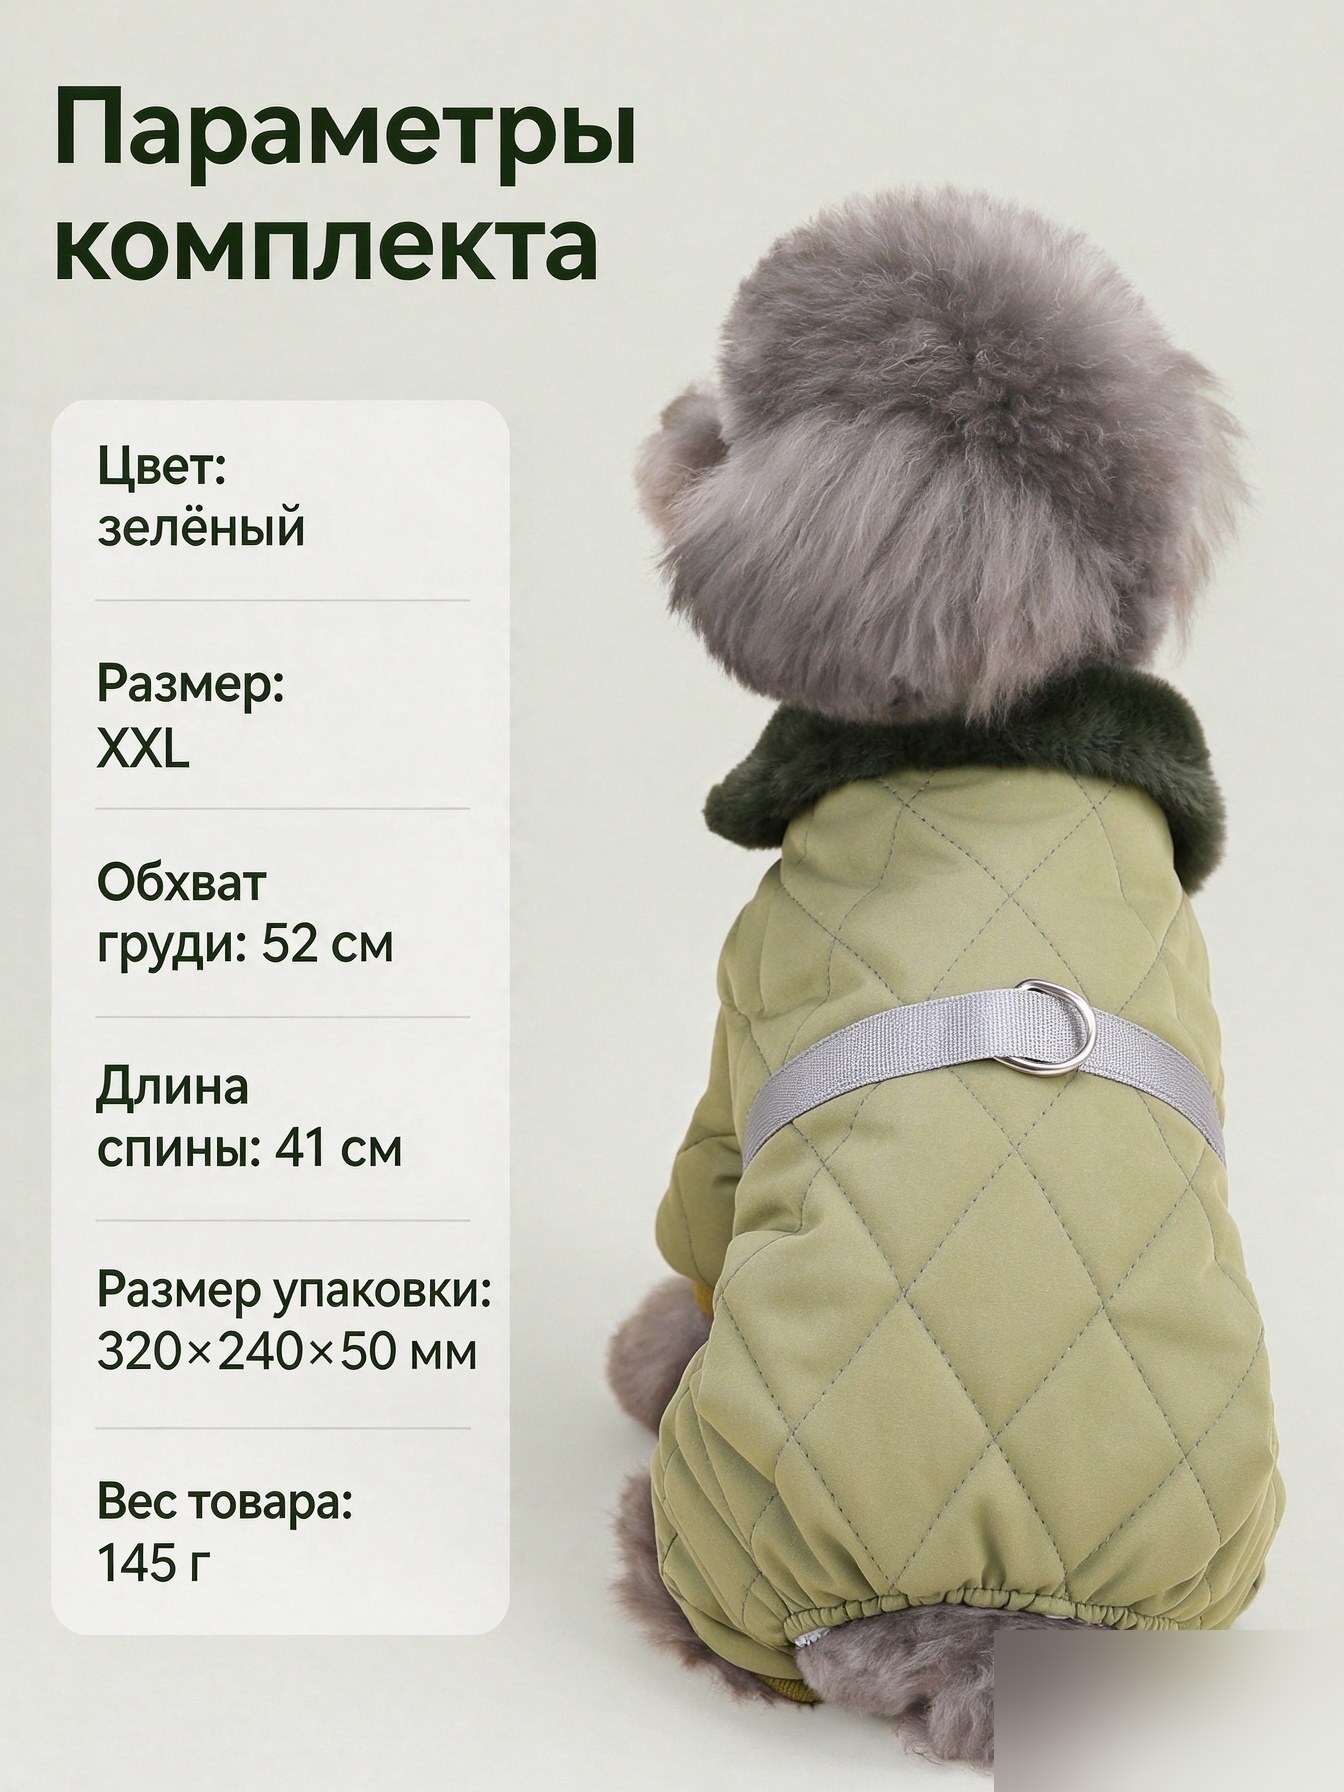 Параметры
комплекта
Цвет:
зелёный
Размер:
XXL
Обхват
груди: 52 см
Длина
спины: 41 см
Размер упаковки:
320×240×50 мм
Вес товара:
145 г